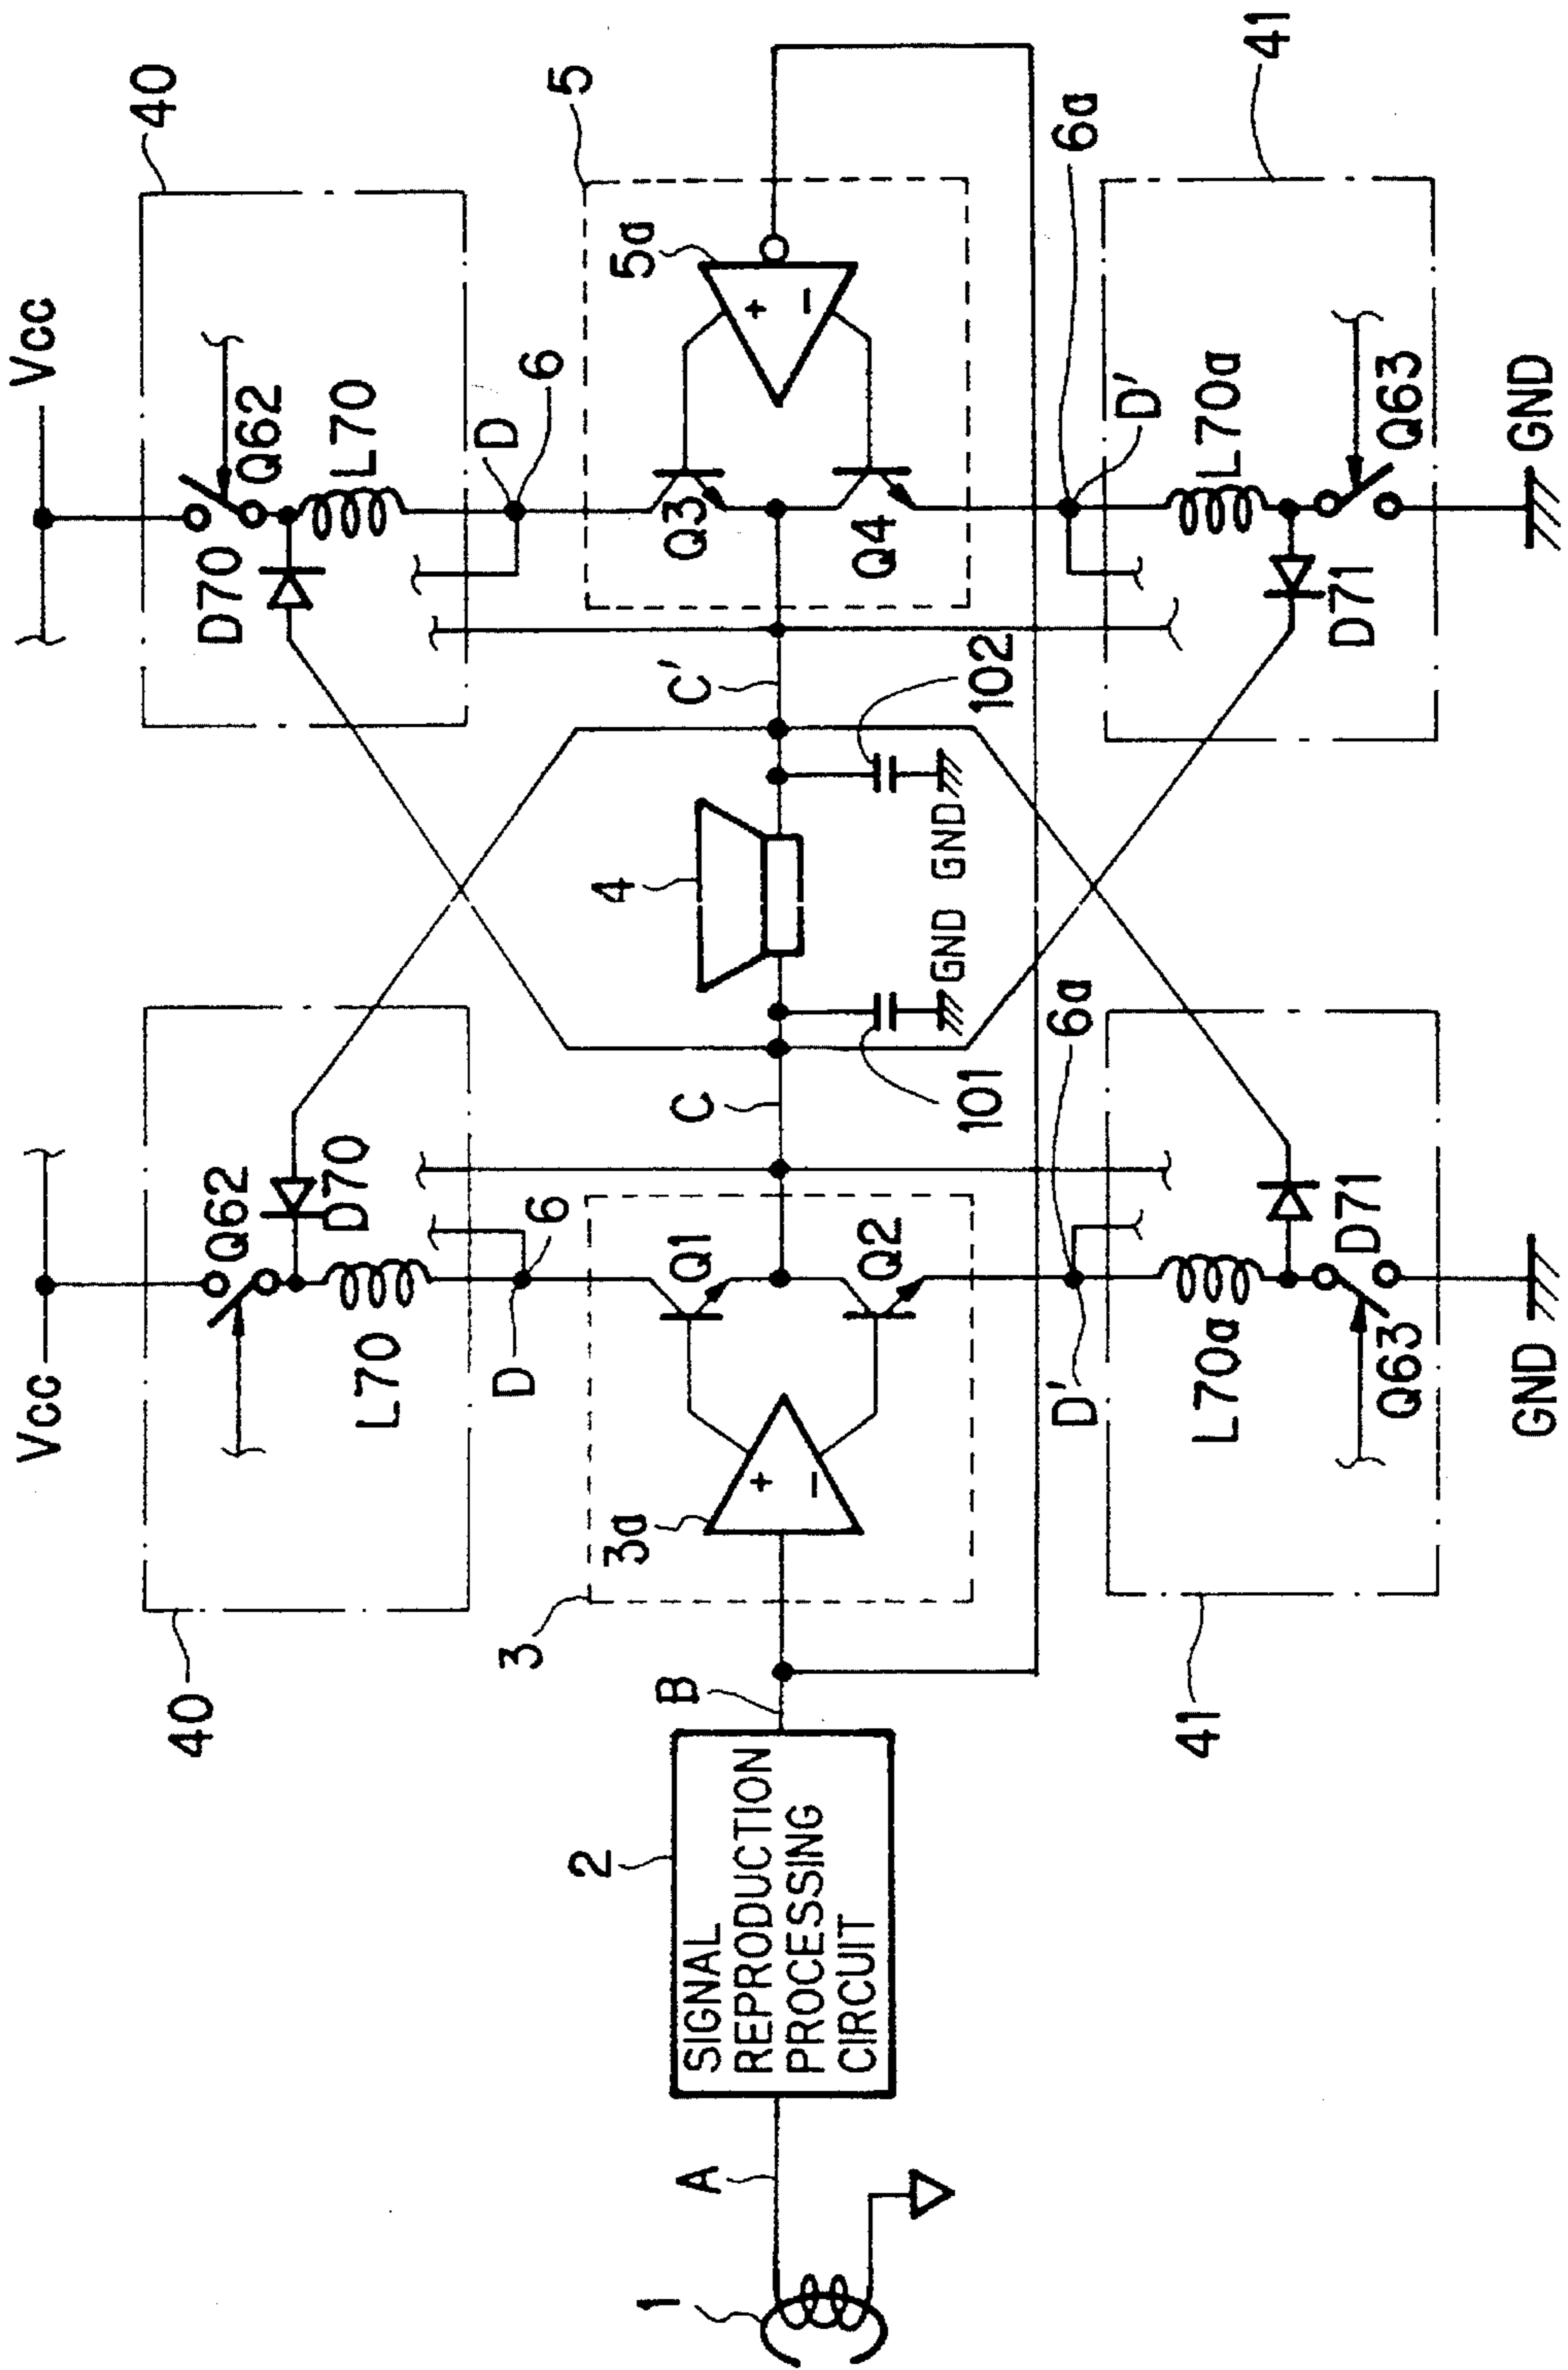 Vcc
Vcc
40
Q62
D70
L70
40
Q62
D70
L70
D
6
D
6
3
3a
Q1
Q2
5
5a
Q3
Q4
+
−
+
−
1
A
2
SIGNAL
REPRODUCTION
PROCESSING
CIRCUIT
B
C
4
C'
101
GND
GND
102
D'
6a
6a
D'
41
L70a
Q63
D71
41
L70a
Q63
D71
GND
GND